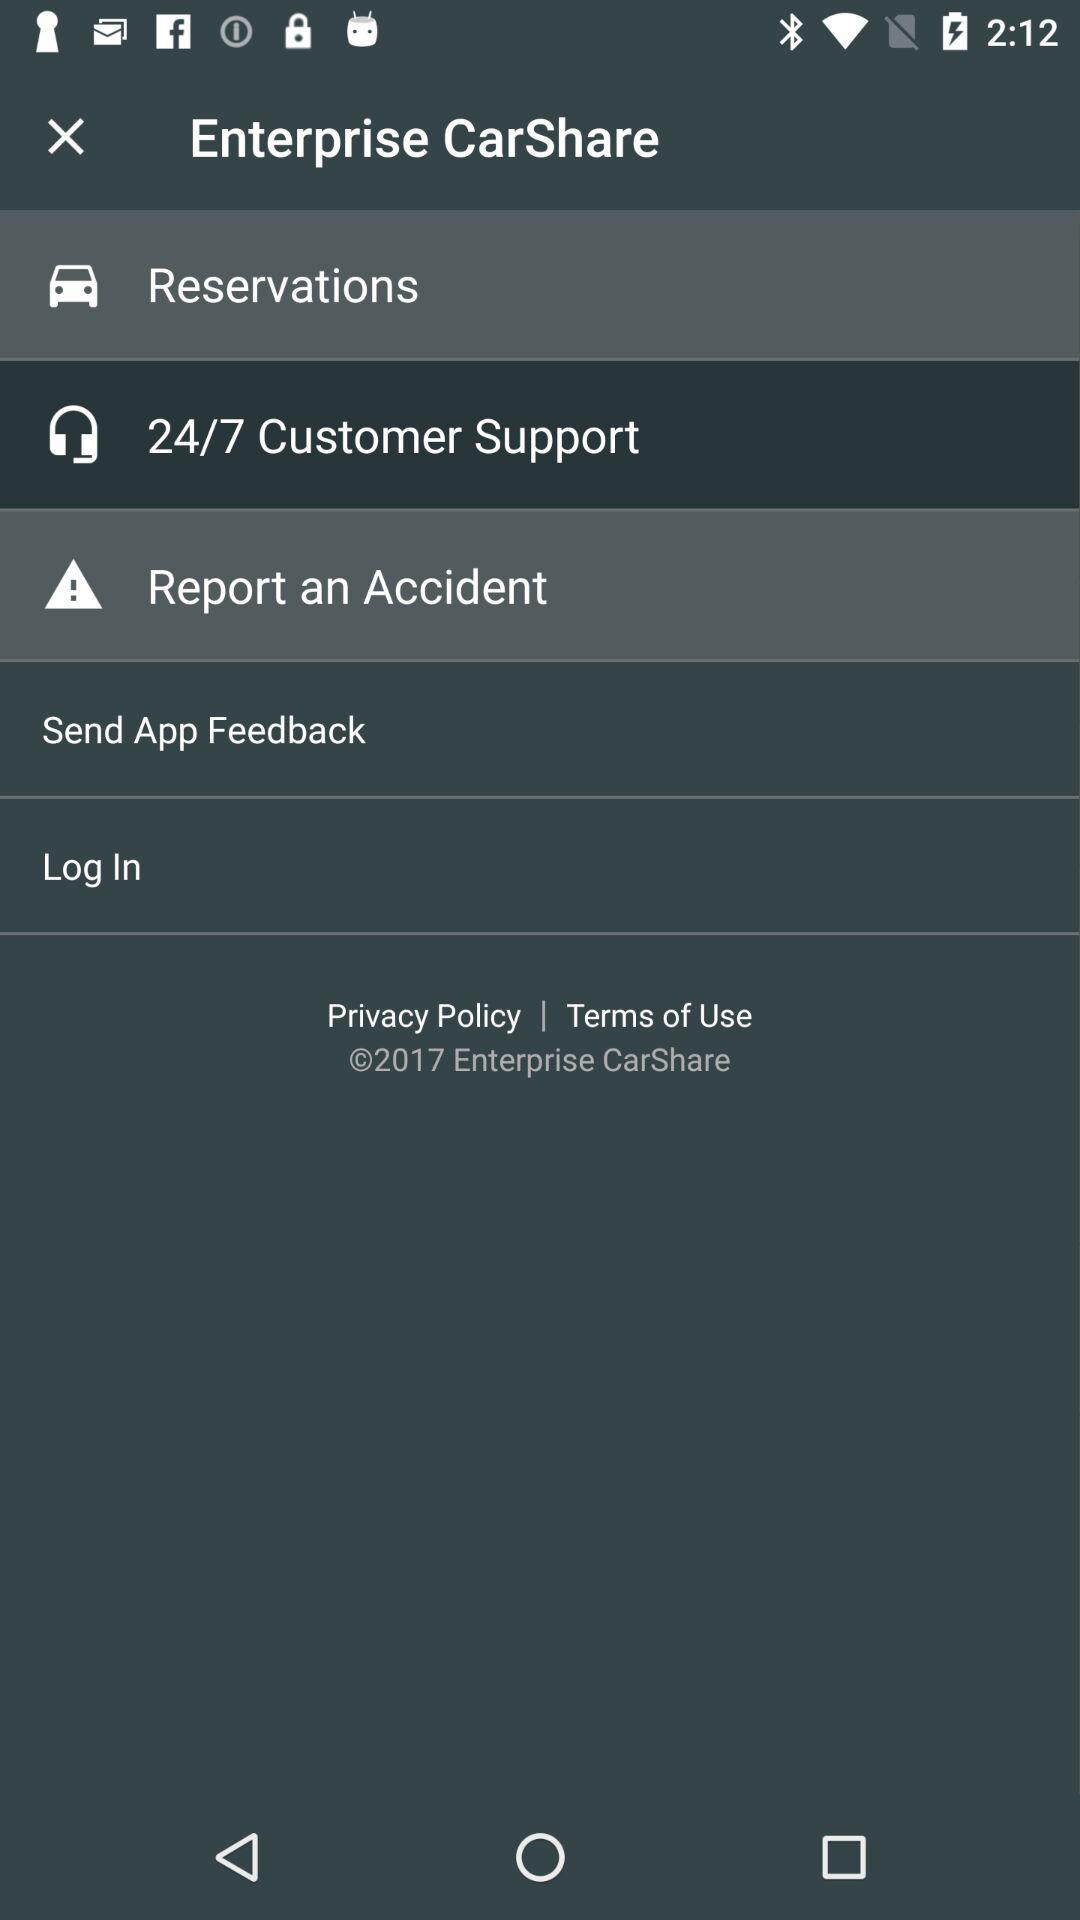 2:12
Enterprise CarShare
Reservations
24/7 Customer Support
Report an Accident
Send App Feedback
Log In
Privacy Policy | Terms of Use
©2017 Enterprise CarShare